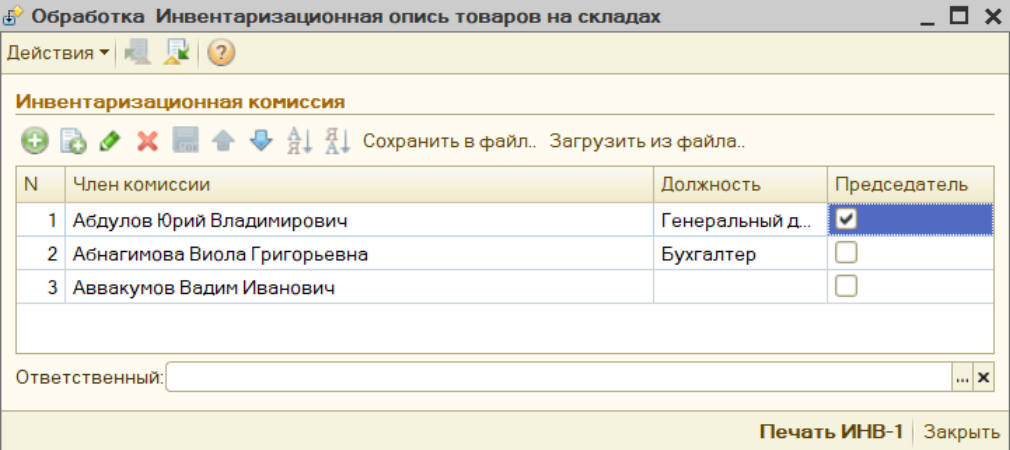 Обработка Инвентаризационная опись товаров на складах
Действия
Инвентаризационная комиссия
Сохранить в файл.. Загрузить из файла..
N Член комиссии Должность Председатель
1 Абдулов Юрий Владимирович Генеральный д...
2 Абнагимова Виола Григорьевна Бухгалтер
3 Аввакумов Вадим Иванович
Ответственный: ...
Печать ИНВ-1 Закрыть